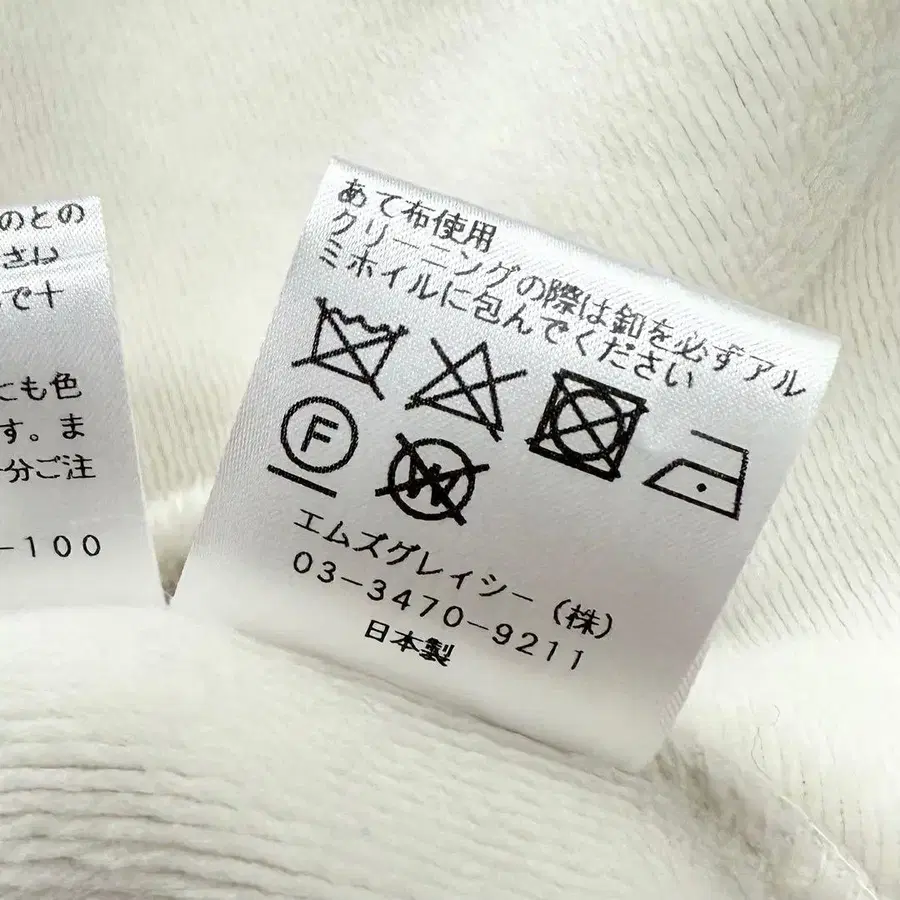 のとの
さい
で十
にも色
す。ま
分ご注
-100
あて布使用
クリーニングの際は釦を必ずアル
ミホイルに包んでください
F
W
エムズグレイシー(株)
03-3470-9211
日本製